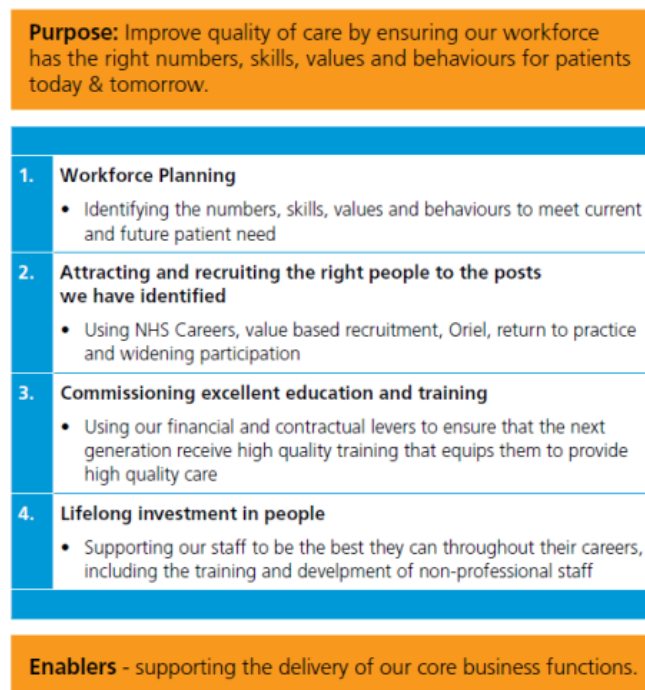 Purpose: Improve quality of care by ensuring our workforce
has the right numbers, skills, values and behaviours for patients
today & tomorrow.
1. Workforce Planning
• Identifying the numbers, skills, values and behaviours to meet current
and future patient need
2. Attracting and recruiting the right people to the posts
we have identified
• Using NHS Careers, value based recruitment, Oriel, return to practice
and widening participation
3. Commissioning excellent education and training
• Using our financial and contractual levers to ensure that the next
generation receive high quality training that equips them to provide
high quality care
4. Lifelong investment in people
• Supporting our staff to be the best they can throughout their careers,
including the training and develpment of non-professional staff
Enablers - supporting the delivery of our core business functions.